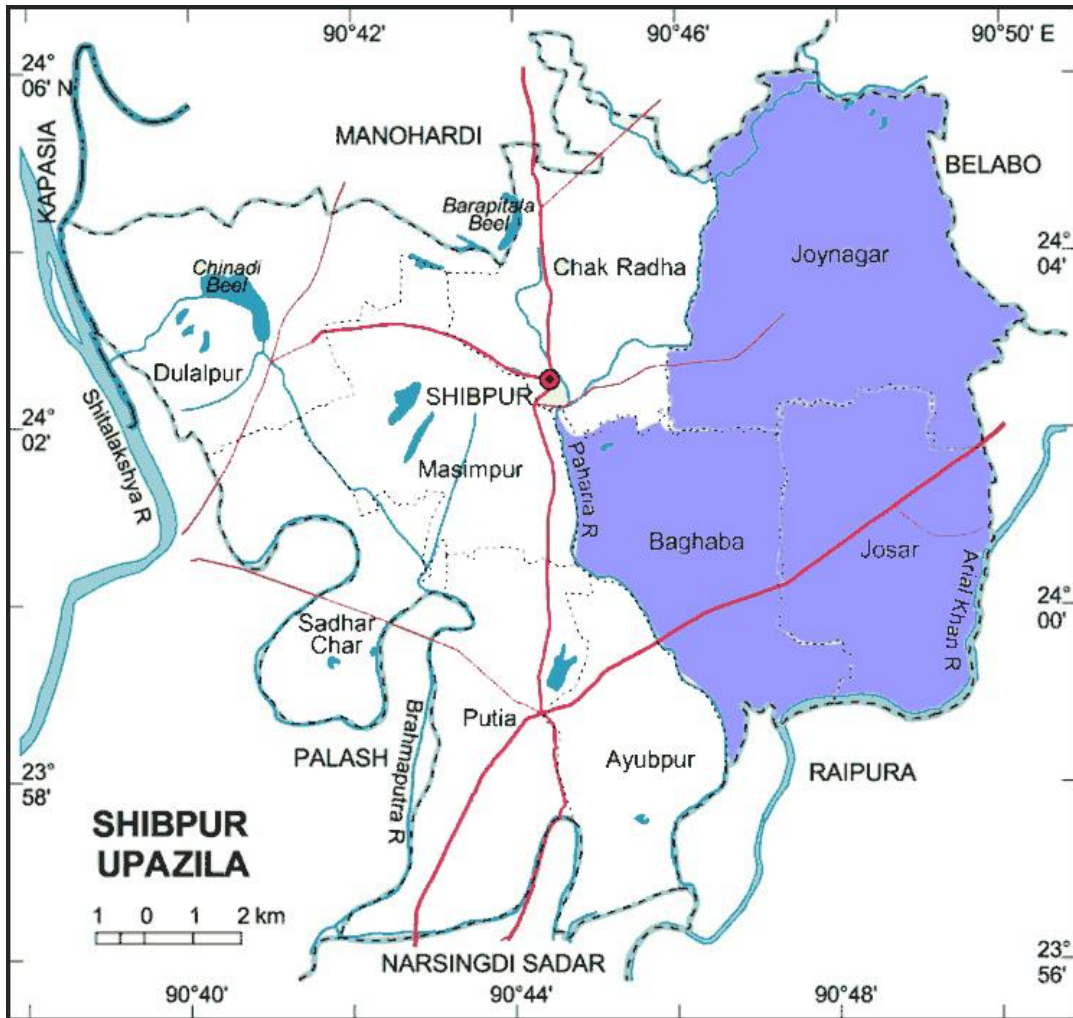 90°42'
90°46'
90°50' E
24°
06' N
KAPASIA
MANOHARDI
BELABO
Barapitala
Beel
24°
04'
Joynagar
Chak Radha
Chinadi
Beel
Dulalpur
SHIBPUR
24°
02'
Shitalakshya R
Masimpur
Paharia R
Baghaba
Josar
Arial Khan R
24°
00'
Sadhar
Char
Putia
Brahmaputra R
PALASH
Ayubpur
RAIPURA
23°
58'
SHIBPUR
UPAZILA
1 0 1 2 km
NARSINGDI SADAR
23°
56'
90°40'
90°44'
90°48'